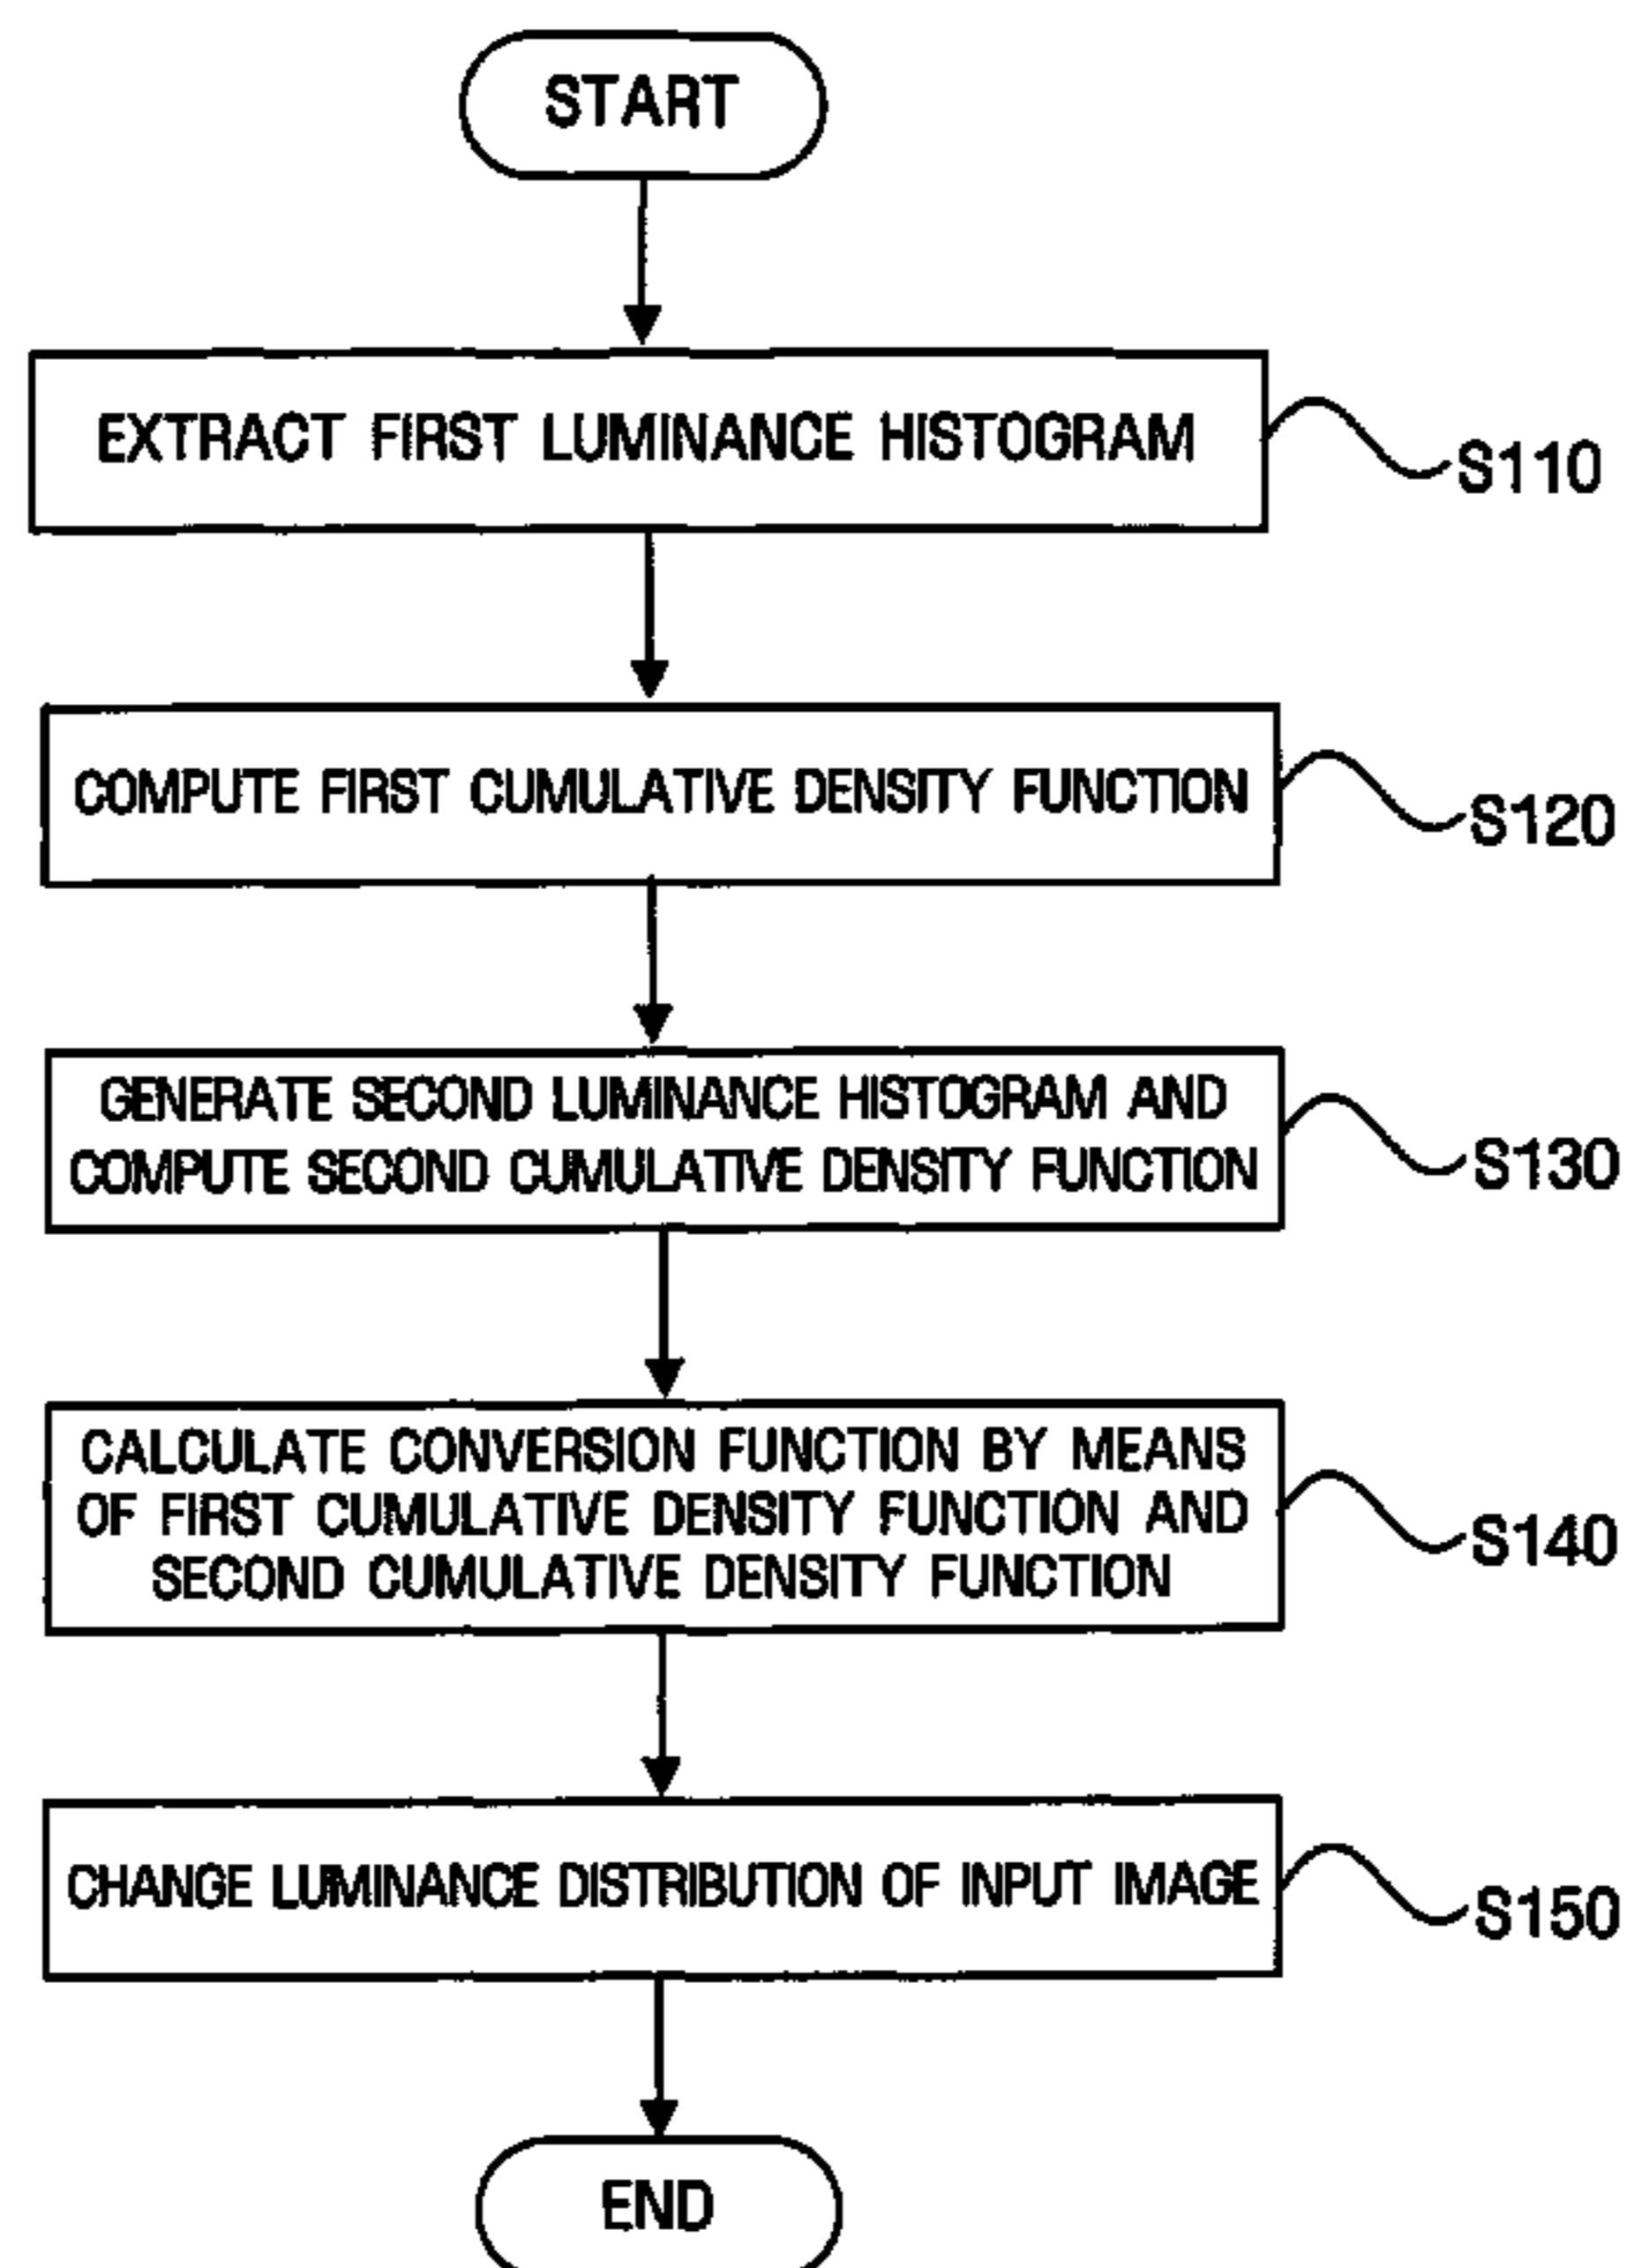 START
EXTRACT FIRST LUMINANCE HISTOGRAM
S110
COMPUTE FIRST CUMULATIVE DENSITY FUNCTION
S120
GENERATE SECOND LUMINANCE HISTOGRAM AND
COMPUTE SECOND CUMULATIVE DENSITY FUNCTION
S130
CALCULATE CONVERSION FUNCTION BY MEANS
OF FIRST CUMULATIVE DENSITY FUNCTION AND
SECOND CUMULATIVE DENSITY FUNCTION
S140
CHANGE LUMINANCE DISTRIBUTION OF INPUT IMAGE
S150
END